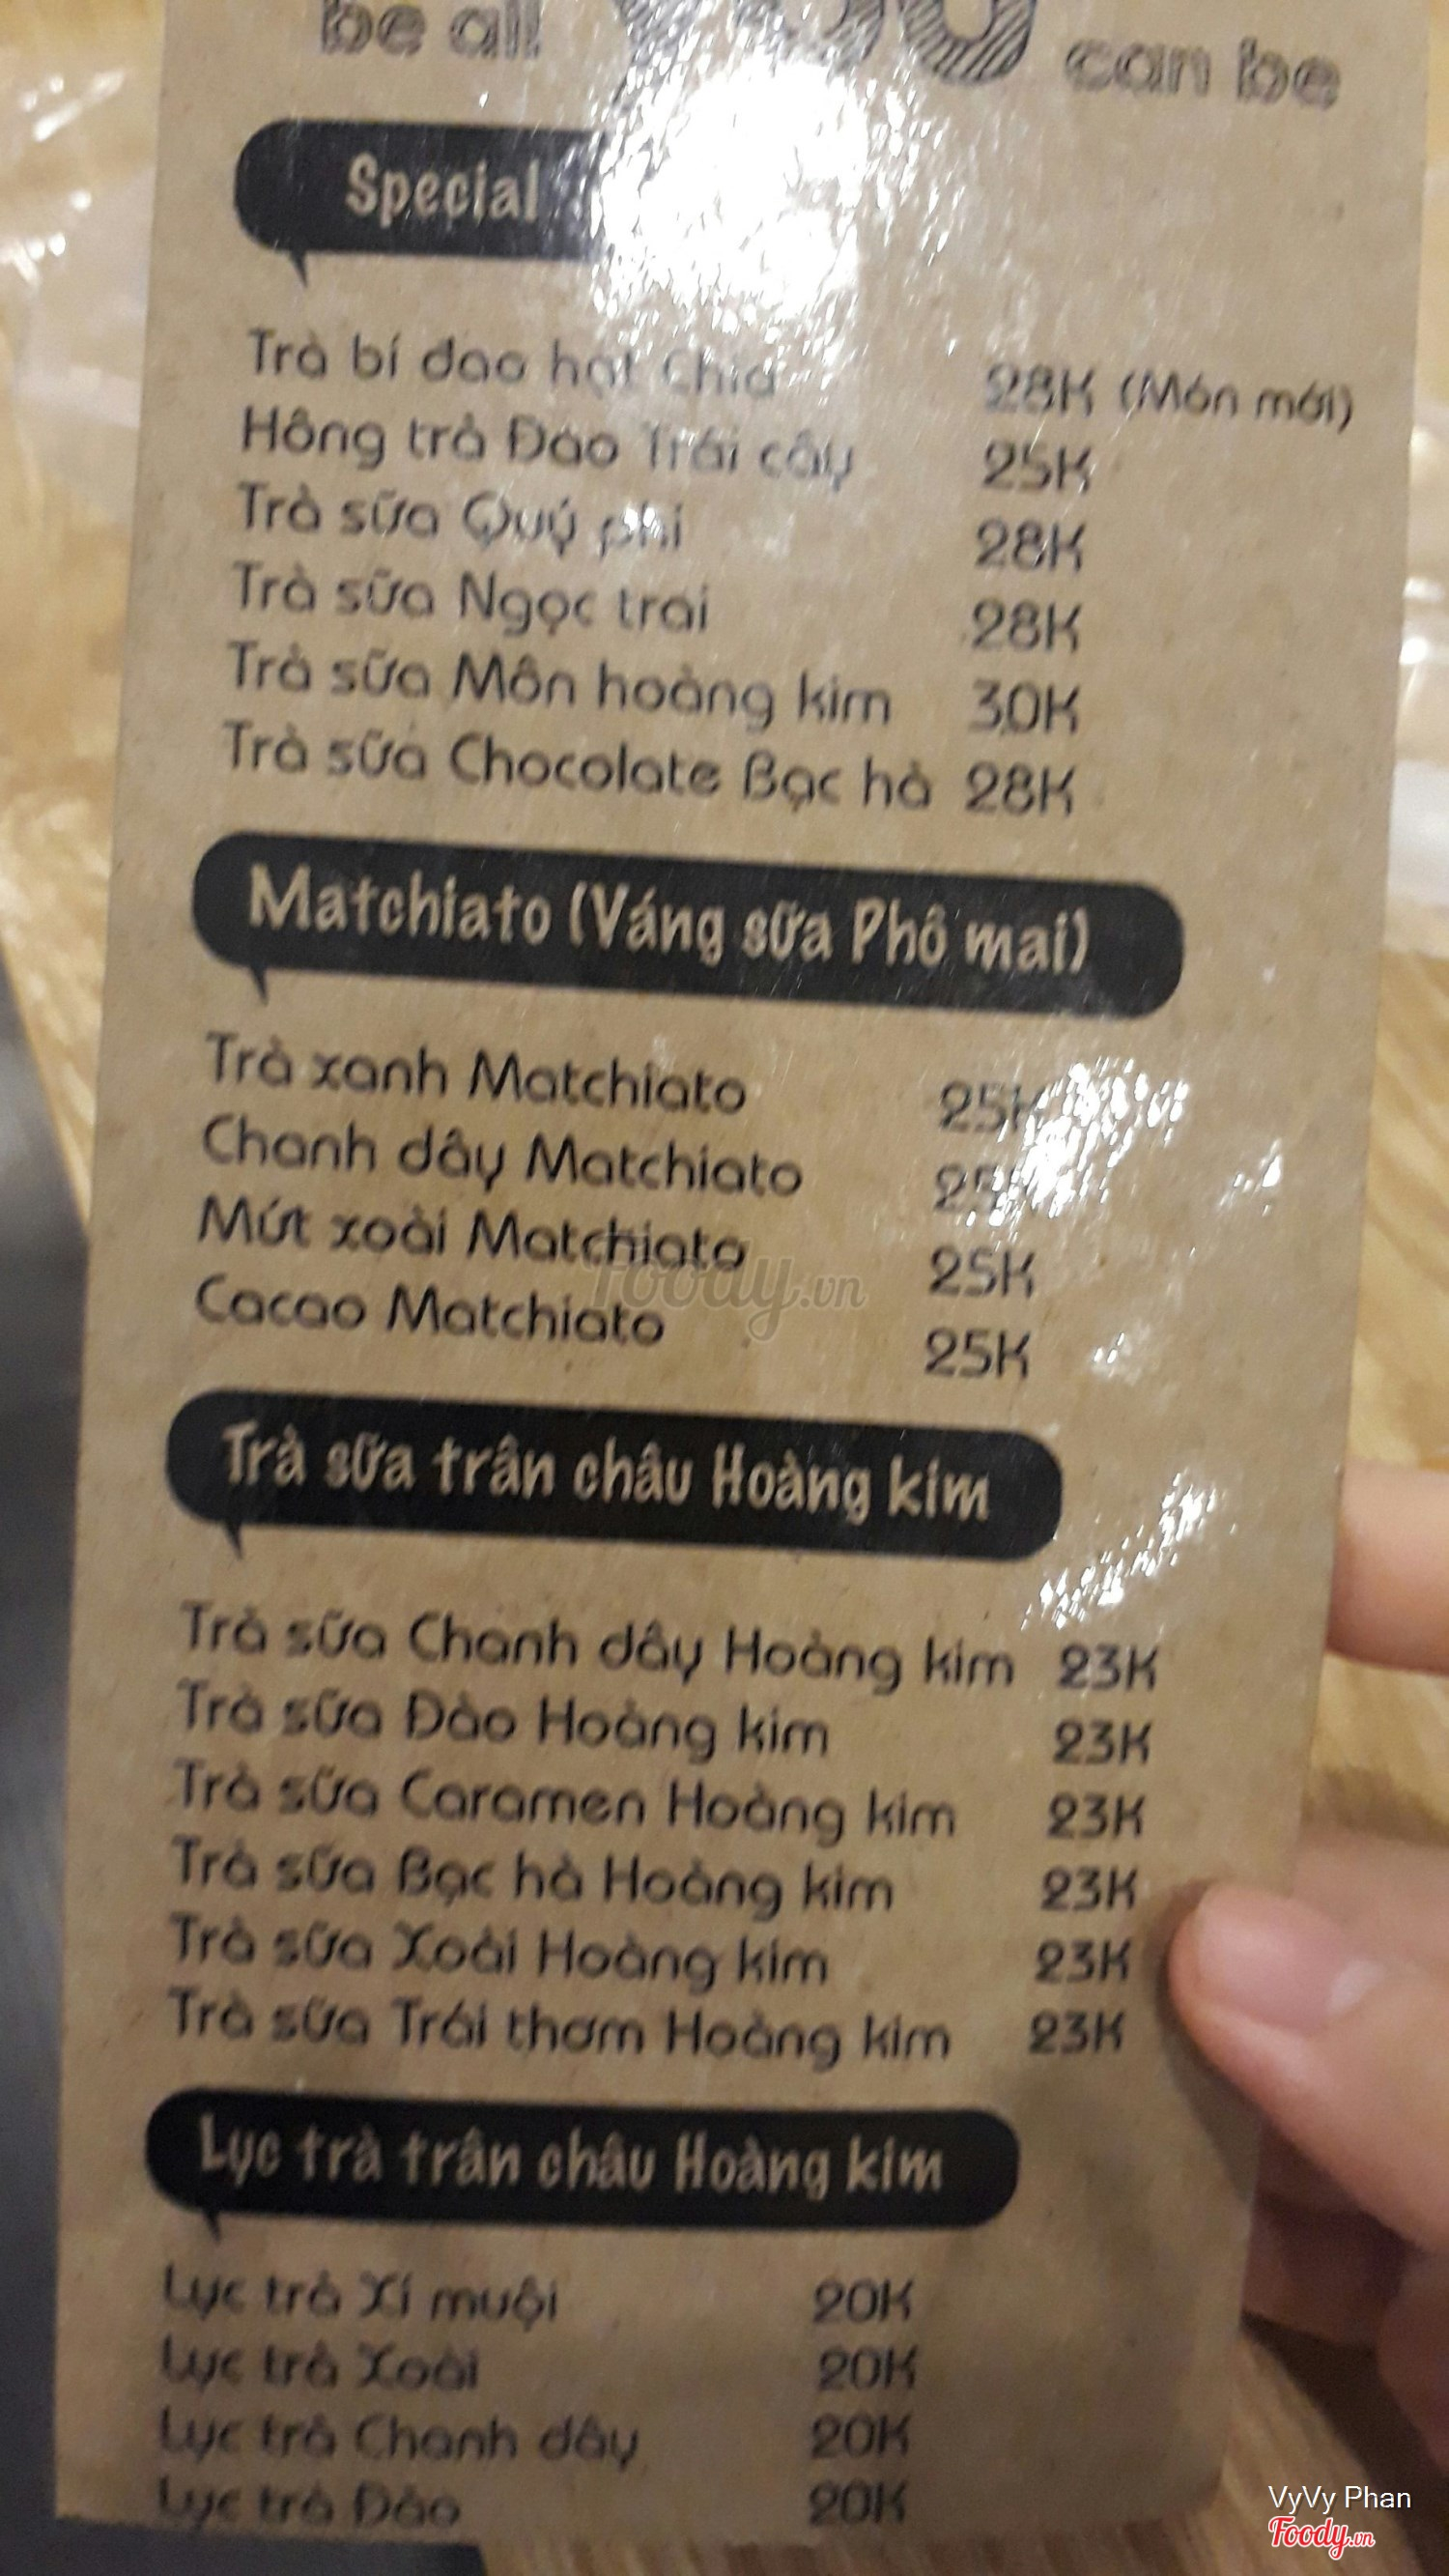 be all YOU can be
Special
Trà bí đao hạt Chia 28K (Món mới)
Hồng trà Đào Trái cây 25K
Trà sữa Quý phi 28K
Trà sữa Ngọc trai 28K
Trà sữa Môn hoàng kim 30K
Trà sữa Chocolate Bạc hà 28K
Matchiato (Váng sữa Phô mai)
Trà xanh Matchiato 25K
Chanh dây Matchiato
Mứt xoài Matchiato 25K
Cacao Matchiato 25K
Foody.vn
Trà sữa trân châu Hoàng kim
Trà sữa Chanh dây Hoàng kim 23K
Trà sữa Đào Hoàng kim 23K
Trà sữa Caramen Hoàng kim 23K
Trà sữa Bạc hà Hoàng kim 23K
Trà sữa Xoài Hoàng kim 23K
Trà sữa Trái thơm Hoàng kim 23K
Lục trà trân châu Hoàng kim
Lục trà Xí muội 20K
Lục trà Xoài 20K
Lục trà Chanh dây 20K
Lục trà Đào 20K
VyVy Phan
Foody.vn